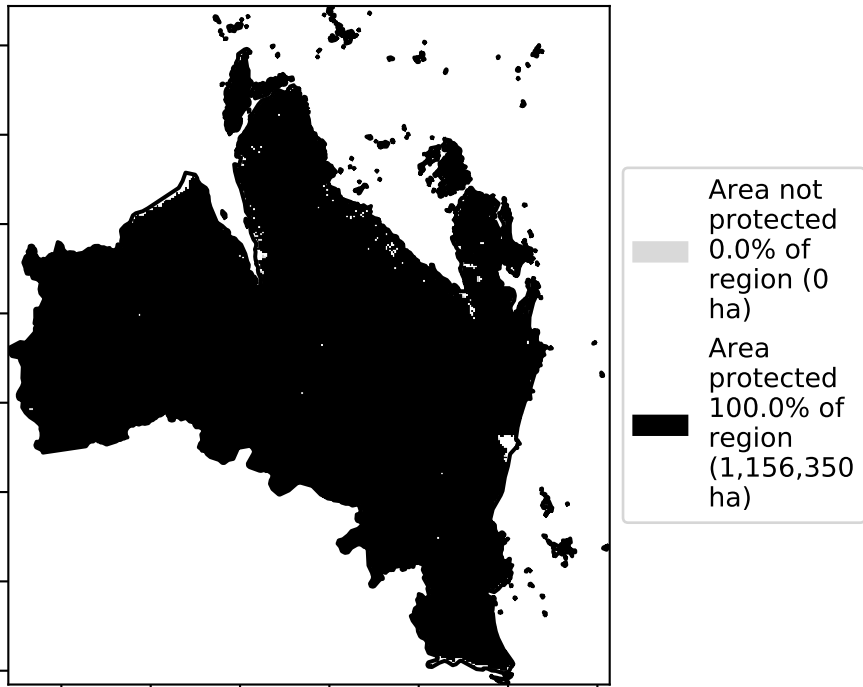 Area not
protected
0.0% of
region (0
ha)
Area
protected
100.0% of
region
(1,156,350
ha)